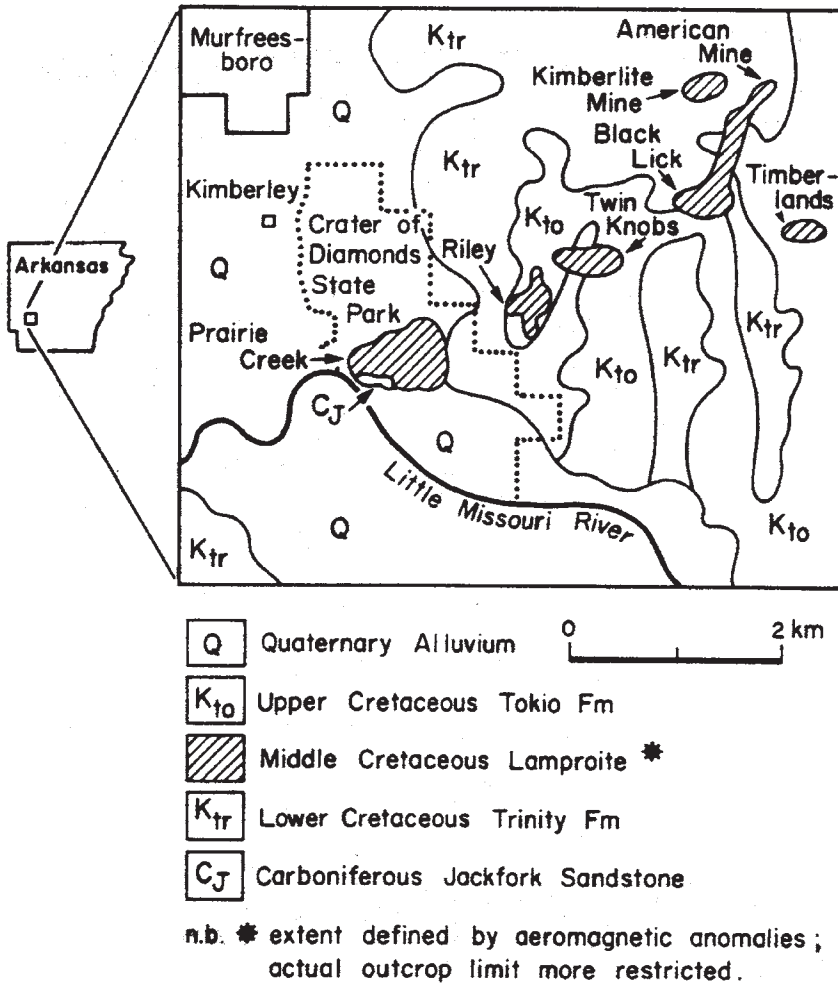 Murfrees-
boro
Q
Ktr
American
Mine
Kimberlite
Mine
Black
Lick
Ktr
Timber-
lands
Kimberley
Crater of
Diamonds
State
Park
Kto
Twin
Knobs
Riley
Q
Arkansas
Prairie
Creek
CJ
Kto
Ktr
Ktr
Q
Little Missouri River
Q
Kto
Ktr
0 2 km
Q Quaternary Alluvium
Kto Upper Cretaceous Tokio Fm
Middle Cretaceous Lamproite *
Ktr Lower Cretaceous Trinity Fm
CJ Carboniferous Jackfork Sandstone
n.b. * extent defined by aeromagnetic anomalies;
actual outcrop limit more restricted.